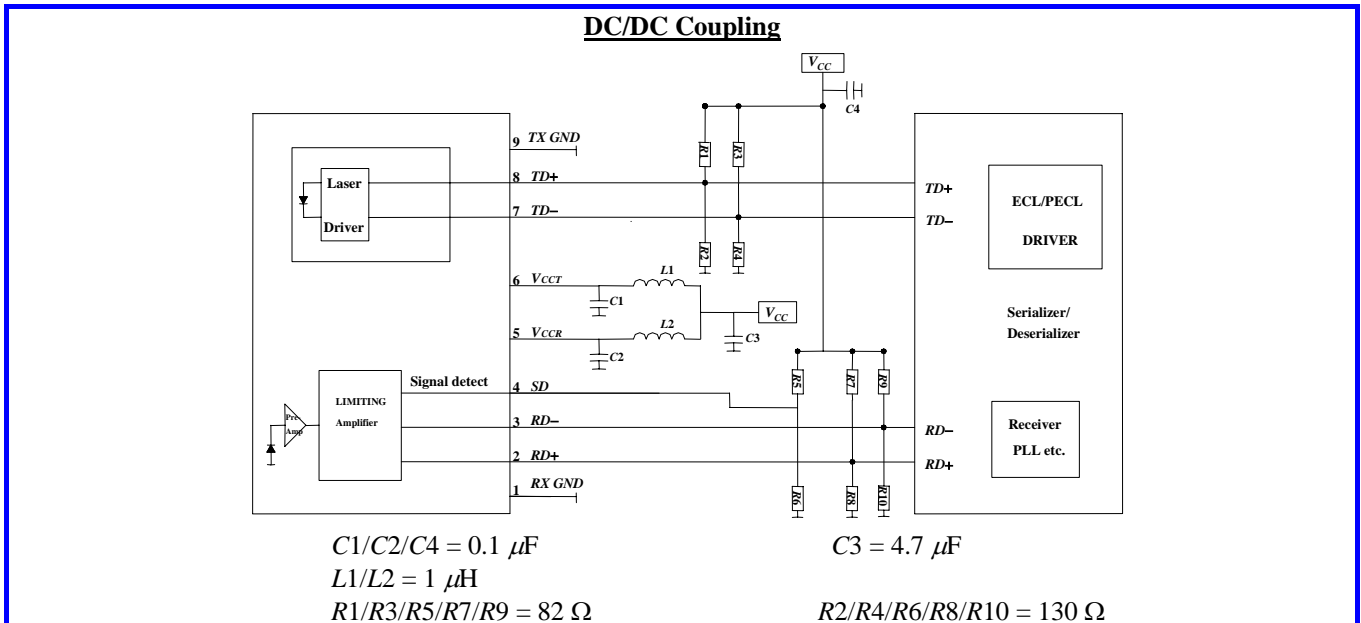 DC/DC Coupling
VCC
C4
9 TX GND
R1
R3
Laser
Driver
8 TD+
TD+
7 TD−
TD−
ECL/PECL
DRIVER
R2
R4
6 VCCT
L1
C1
VCC
5 VCCR
L2
C3
C2
Serializer/
Deserializer
R5
R7
R9
Signal detect
4 SD
LIMITING
Amplifier
Pre-
Amp
3 RD−
RD−
2 RD+
RD+
Receiver
PLL etc.
1 RX GND
R6
R8
R10
C1/C2/C4 = 0.1 μF
C3 = 4.7 μF
L1/L2 = 1 μH
R1/R3/R5/R7/R9 = 82 Ω
R2/R4/R6/R8/R10 = 130 Ω